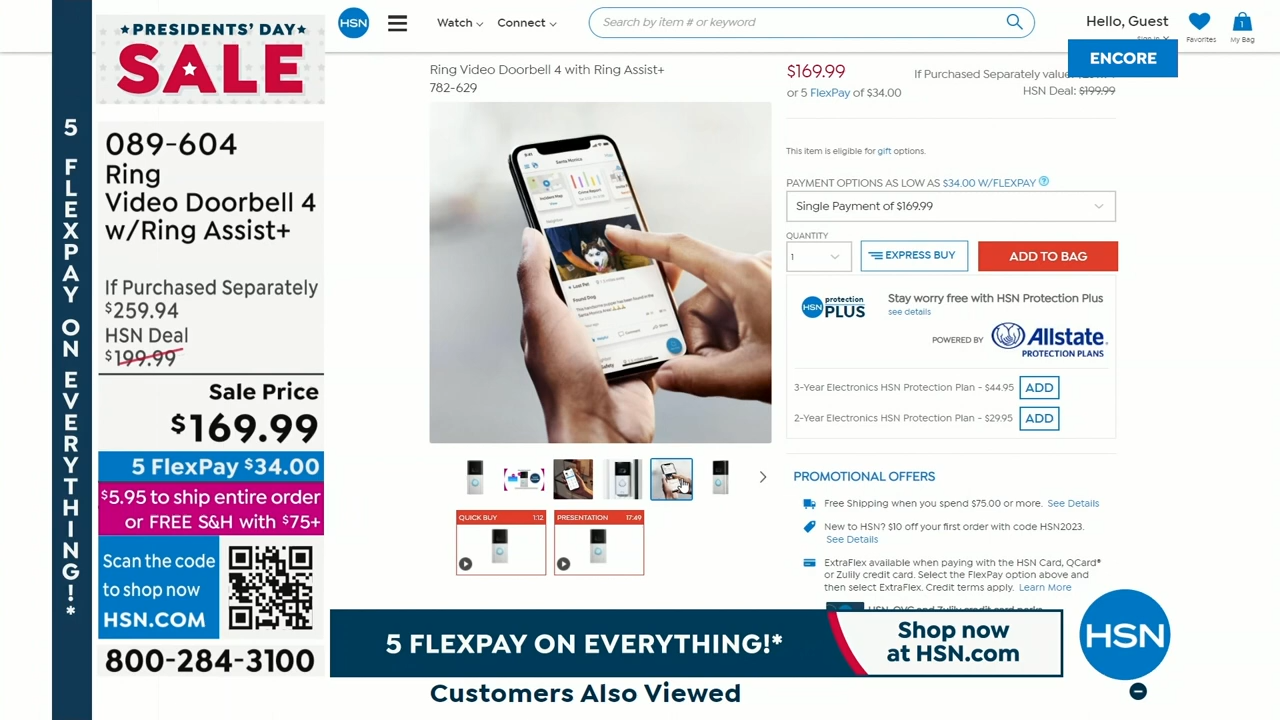 ★PRESIDENTS' DAY★
SALE
5 FLEXPAY ON EVERYTHING!*
089-604
Ring
Video Doorbell 4
w/Ring Assist+
If Purchased Separately
$259.94
HSN Deal
$199.99
Sale Price
$169.99
5 FlexPay $34.00
$5.95 to ship entire order
or FREE S&H with $75+
Scan the code
to shop now
HSN.COM
800-284-3100
HSN
Watch
Connect
Search by item # or keyword
Hello, Guest
Sign in
Favorites
1
My Bag
ENCORE
Ring Video Doorbell 4 with Ring Assist+
782-629
$169.99
If Purchased Separately value:
or 5 FlexPay of $34.00
HSN Deal: $199.99
This item is eligible for gift options.
PAYMENT OPTIONS AS LOW AS $34.00 W/FLEXPAY ?
Single Payment of $169.99
QUANTITY
1
EXPRESS BUY
ADD TO BAG
HSN protection PLUS
Stay worry free with HSN Protection Plus
see details
POWERED BY
Allstate
PROTECTION PLANS
3-Year Electronics HSN Protection Plan - $44.95 ADD
2-Year Electronics HSN Protection Plan - $29.95 ADD
Santa Monica
Lost Pet
Found Dog
QUICK BUY 1:12
PRESENTATION 17:49
PROMOTIONAL OFFERS
Free Shipping when you spend $75.00 or more. See Details
New to HSN? $10 off your first order with code HSN2023.
See Details
ExtraFlex available when paying with the HSN Card, QCard®
or Zulily credit card. Select the FlexPay option above and
then select ExtraFlex. Credit terms apply. Learn More
5 FLEXPAY ON EVERYTHING!*
Shop now
at HSN.com
HSN
Customers Also Viewed